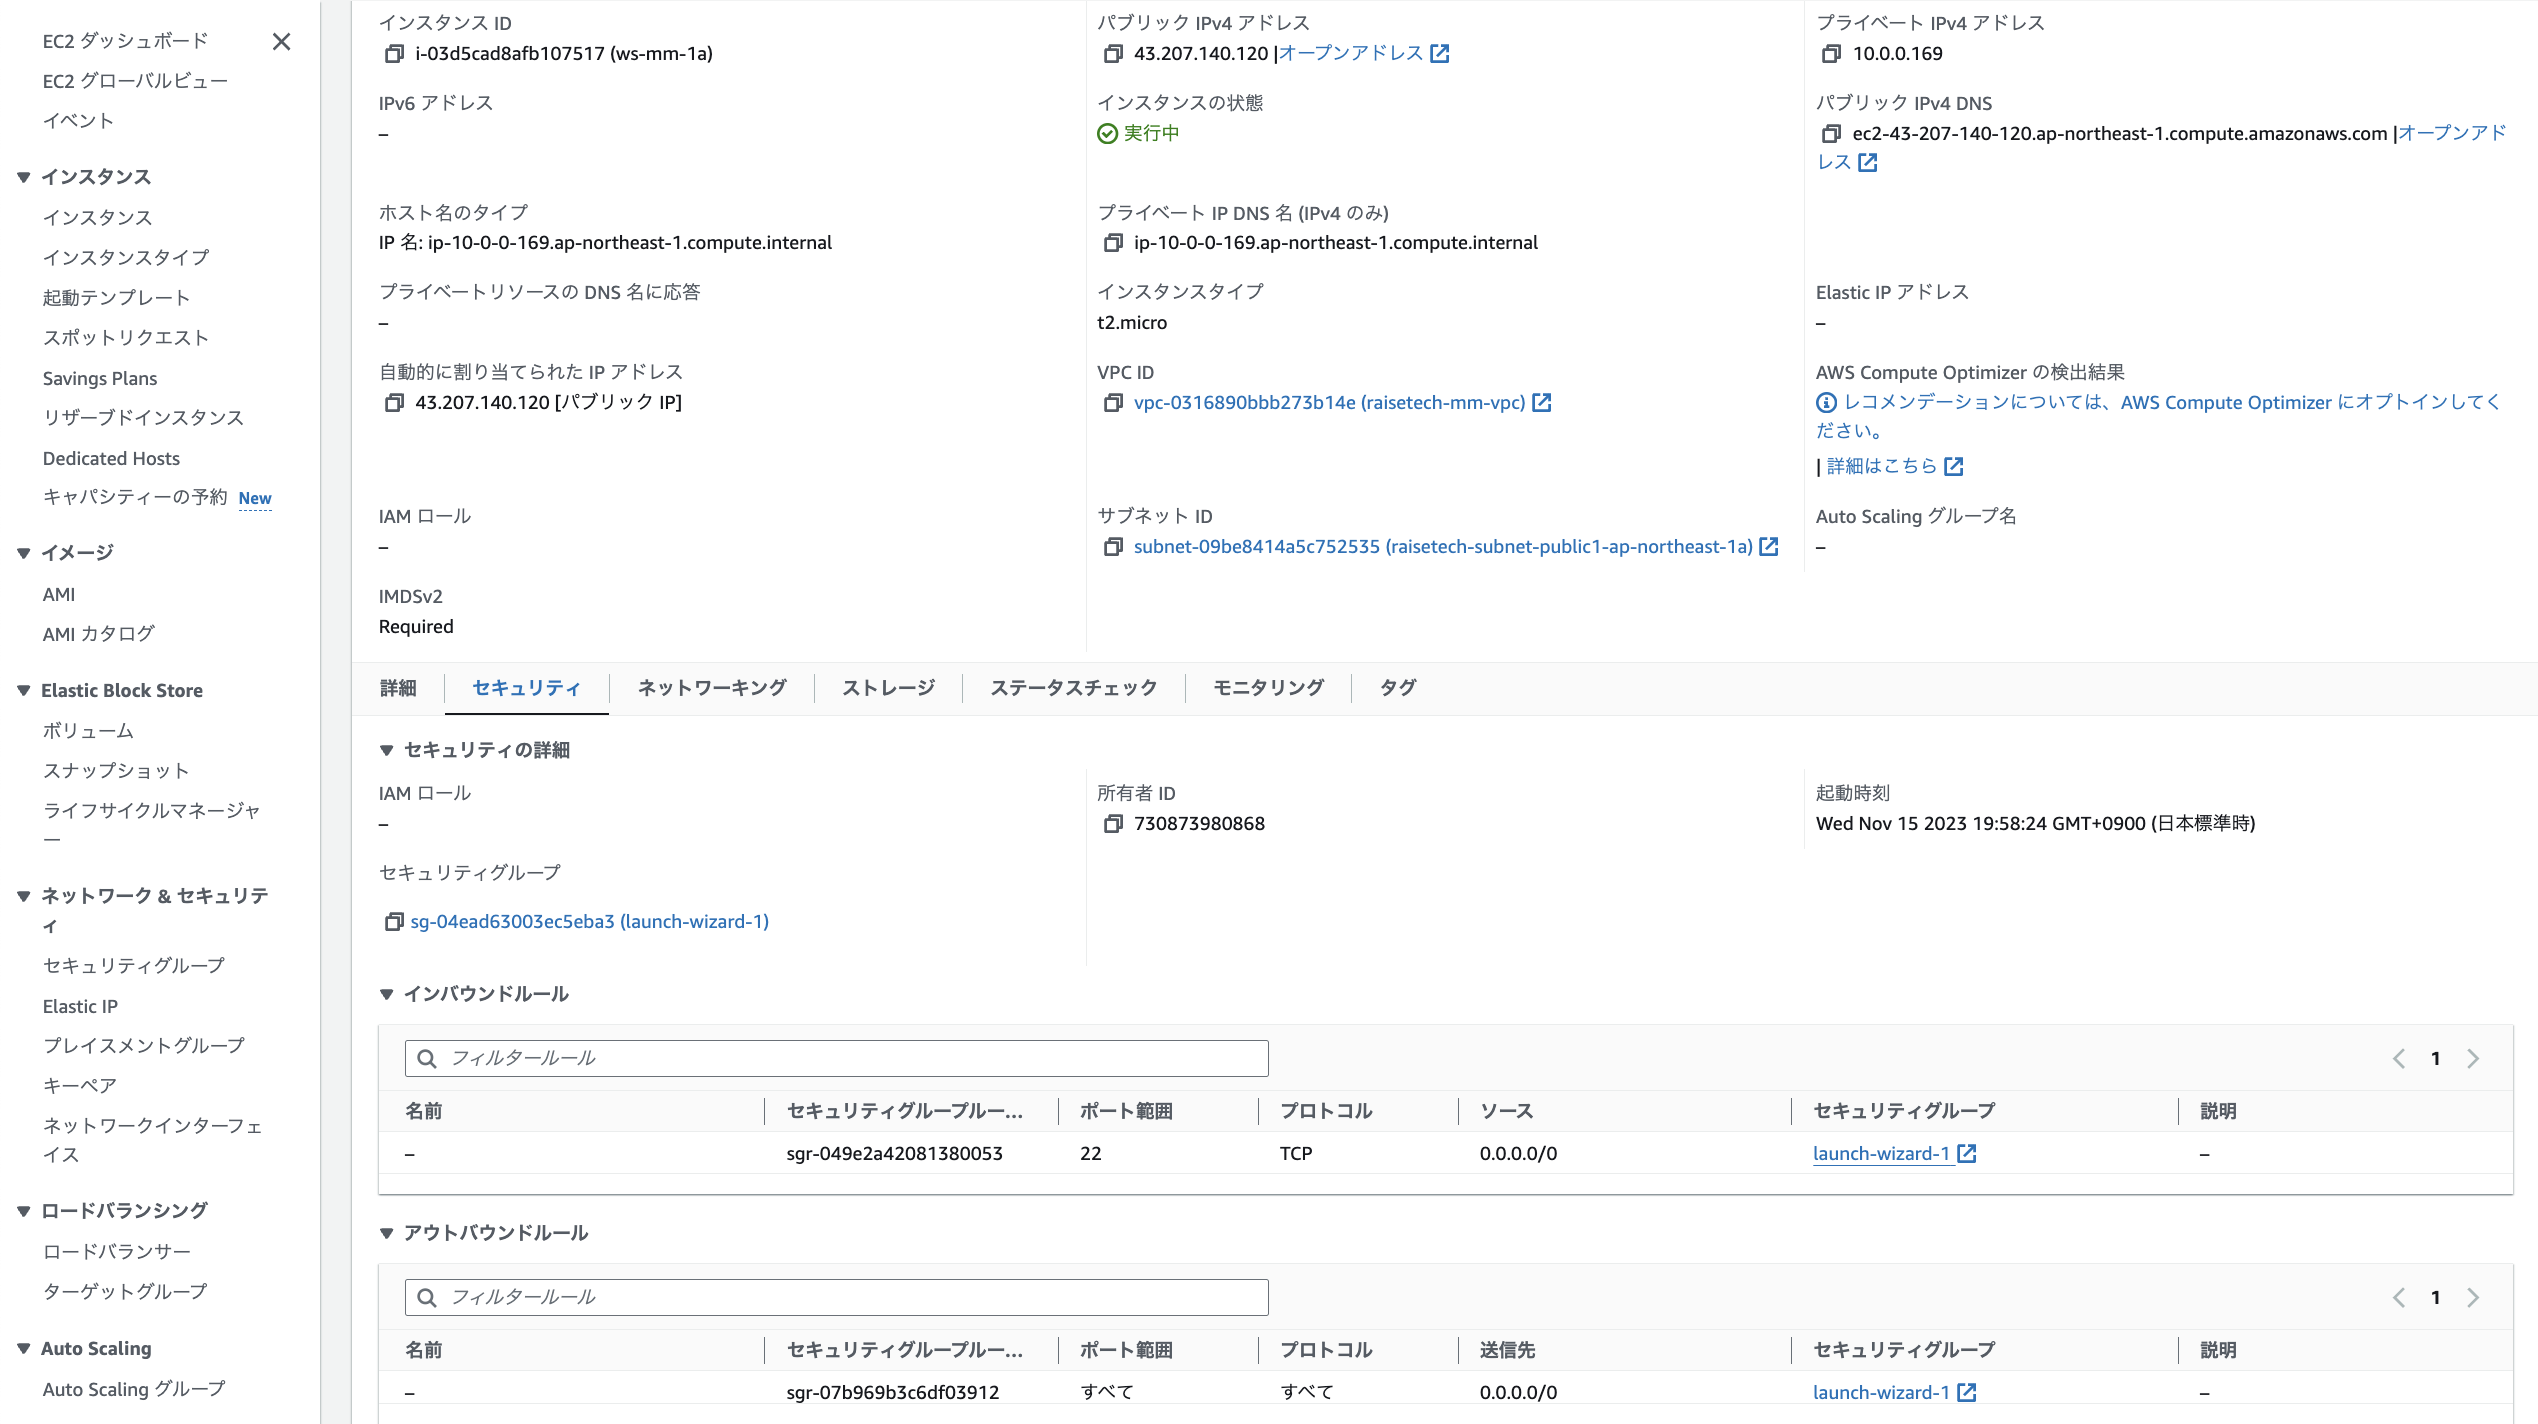 EC2 ダッシュボード
EC2 グローバルビュー
イベント
インスタンス
インスタンス
インスタンスタイプ
起動テンプレート
スポットリクエスト
Savings Plans
リザーブドインスタンス
Dedicated Hosts
キャパシティーの予約 New
イメージ
AMI
AMI カタログ
Elastic Block Store
ボリューム
スナップショット
ライフサイクルマネージャ
ー
ネットワーク & セキュリテ
ィ
セキュリティグループ
Elastic IP
プレイスメントグループ
キーペア
ネットワークインターフェ
イス
ロードバランシング
ロードバランサー
ターゲットグループ
Auto Scaling
Auto Scaling グループ
インスタンス ID
i-03d5cad8afb107517 (ws-mm-1a)
パブリック IPv4 アドレス
43.207.140.120 |オープンアドレス
プライベート IPv4 アドレス
10.0.0.169
IPv6 アドレス
–
インスタンスの状態
実行中
パブリック IPv4 DNS
ec2-43-207-140-120.ap-northeast-1.compute.amazonaws.com |オープンアド
レス
ホスト名のタイプ
IP 名: ip-10-0-0-169.ap-northeast-1.compute.internal
プライベート IP DNS 名 (IPv4 のみ)
ip-10-0-0-169.ap-northeast-1.compute.internal
プライベートリソースの DNS 名に応答
–
インスタンスタイプ
t2.micro
Elastic IP アドレス
–
自動的に割り当てられた IP アドレス
43.207.140.120 [パブリック IP]
VPC ID
vpc-0316890bbb273b14e (raisetech-mm-vpc)
AWS Compute Optimizer の検出結果
レコメンデーションについては、AWS Compute Optimizer にオプトインしてく
ださい。
| 詳細はこちら
IAM ロール
–
サブネット ID
subnet-09be8414a5c752535 (raisetech-subnet-public1-ap-northeast-1a)
Auto Scaling グループ名
–
IMDSv2
Required
詳細 セキュリティ ネットワーキング ストレージ ステータスチェック モニタリング タグ
セキュリティの詳細
IAM ロール
–
所有者 ID
730873980868
起動時刻
Wed Nov 15 2023 19:58:24 GMT+0900 (日本標準時)
セキュリティグループ
sg-04ead63003ec5eba3 (launch-wizard-1)
インバウンドルール
フィルタールール
1
名前 セキュリティグループルー... ポート範囲 プロトコル ソース セキュリティグループ 説明
– sgr-049e2a42081380053 22 TCP 0.0.0.0/0 launch-wizard-1 –
アウトバウンドルール
フィルタールール
1
名前 セキュリティグループルー... ポート範囲 プロトコル 送信先 セキュリティグループ 説明
– sgr-07b969b3c6df03912 すべて すべて 0.0.0.0/0 launch-wizard-1 –